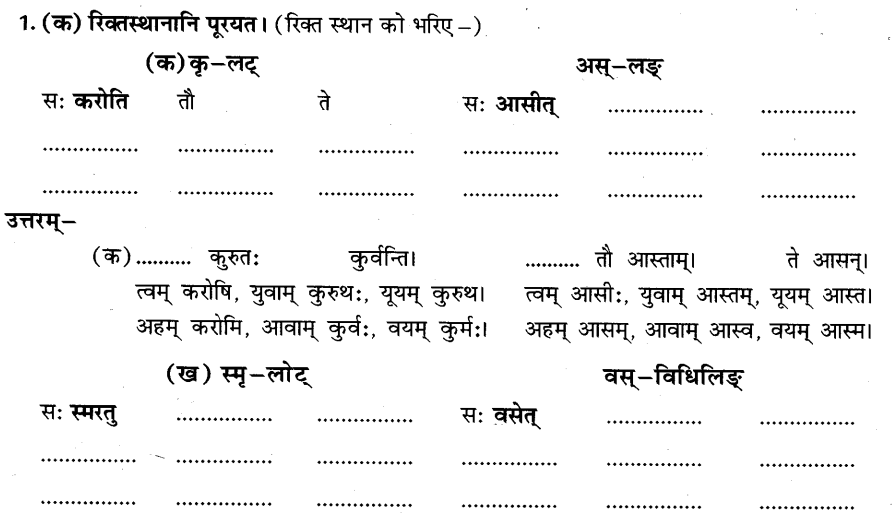 1. (क) रिक्तस्थानानि पूरयत। (रिक्त स्थान को भरिए–)
(क) कृ–लट् अस्–लङ्
सः करोति तौ ते सः आसीत् ................ ................
................ ................ ................ ................ ................ ................
................ ................ ................ ................ ................ ................
उत्तरम्–
(क) .......... कुरुतः कुर्वन्ति। .......... तौ आस्ताम्। ते आसन्।
त्वम् करोषि, युवाम् कुरुथः, यूयम् कुरुथ। त्वम् आसीः, युवाम् आस्तम्, यूयम् आस्त।
अहम् करोमि, आवाम् कुर्वः, वयम् कुर्मः। अहम् आसम्, आवाम् आस्व, वयम् आस्म।
(ख) स्मृ–लोट् वस्–विधिलिङ्
सः स्मरतु ................ ................ सः वसेत् ................ ................
................ ................ ................ ................ ................ ................
................ ................ ................ ................ ................ ................